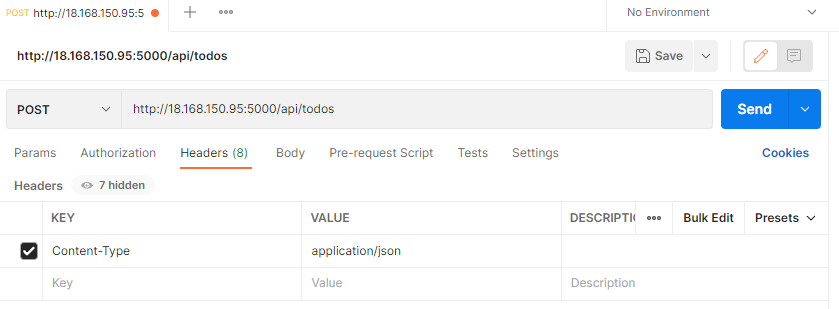 POST http://18.168.150.95:5 No Environment
http://18.168.150.95:5000/api/todos Save
POST http://18.168.150.95:5000/api/todos Send
Params Authorization Headers (8) Body Pre-request Script Tests Settings Cookies
Headers 7 hidden
KEY VALUE DESCRIPTIC Bulk Edit Presets
Content-Type application/json
Key Value Description